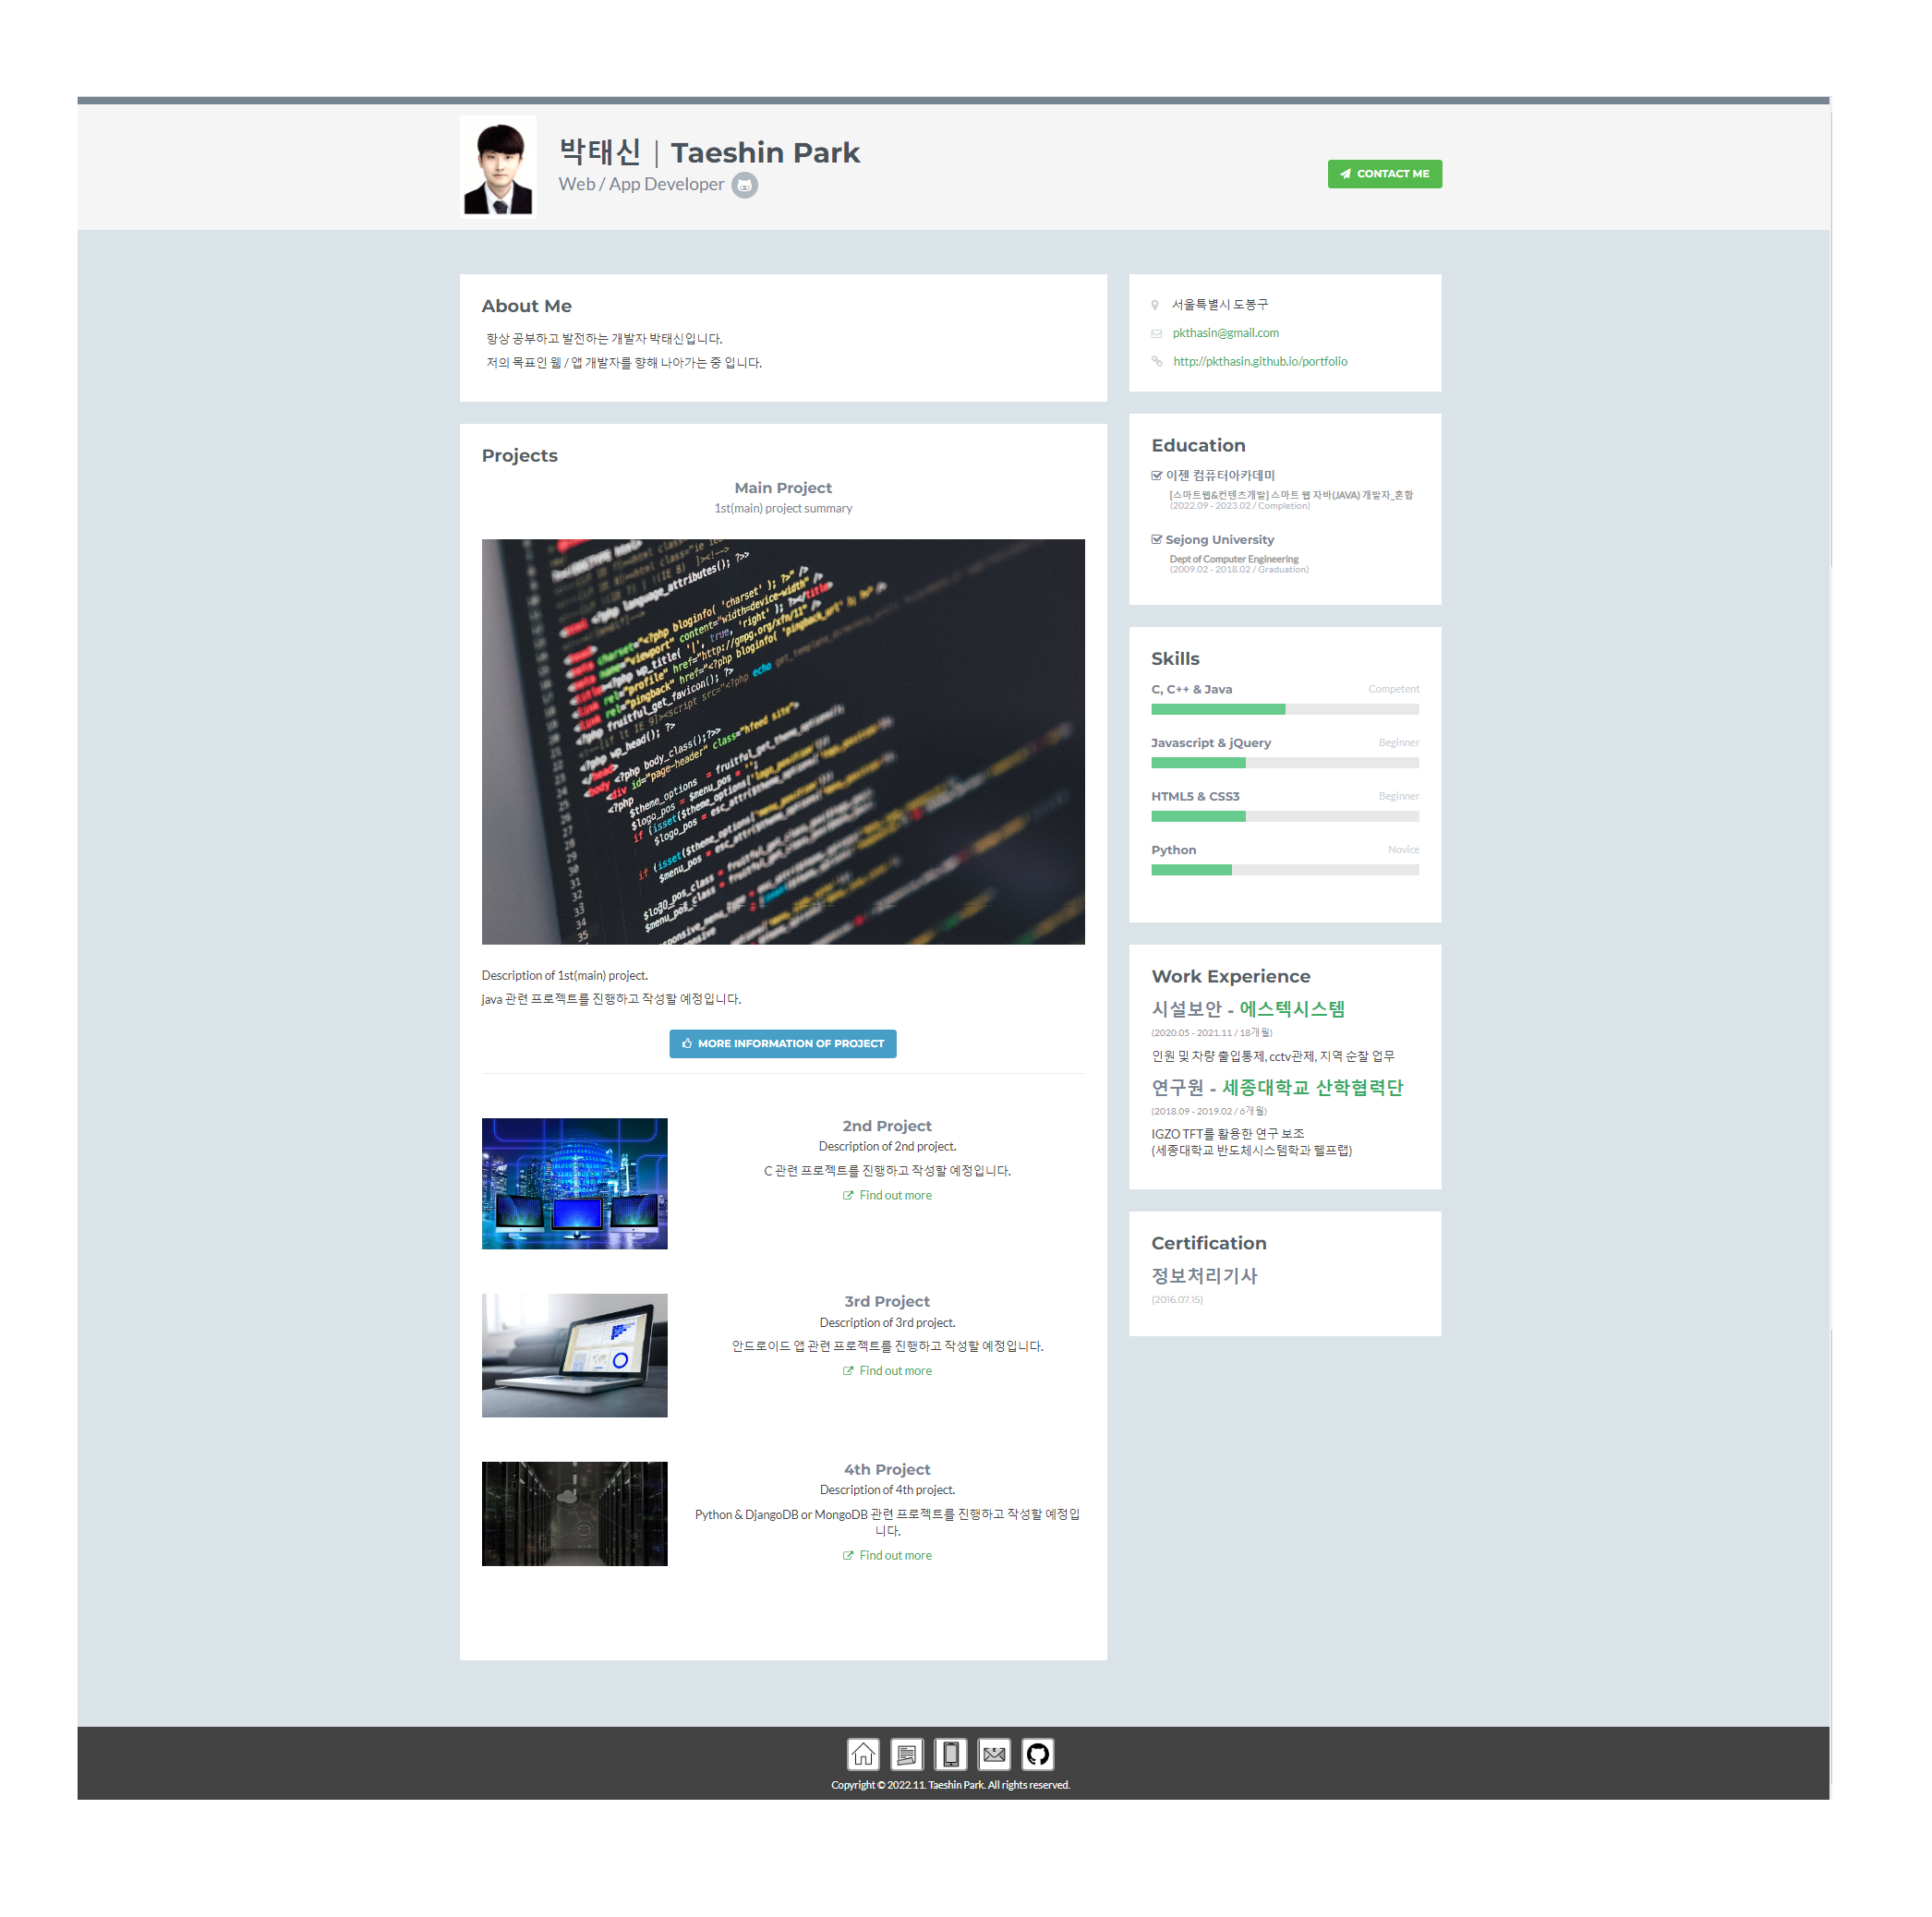 박태신 | Taeshin Park
Web / App Developer
CONTACT ME
About Me
항상 공부하고 발전하는 개발자 박태신입니다.
저의 목표인 웹 / 앱 개발자를 향해 나아가는 중 입니다.
Projects
Main Project
1st(main) project summary
Description of 1st(main) project.
java 관련 프로젝트를 진행하고 작성할 예정입니다.
MORE INFORMATION OF PROJECT
2nd Project
Description of 2nd project.
C 관련 프로젝트를 진행하고 작성할 예정입니다.
Find out more
3rd Project
Description of 3rd project.
안드로이드 앱 관련 프로젝트를 진행하고 작성할 예정입니다.
Find out more
4th Project
Description of 4th project.
Python & DjangoDB or MongoDB 관련 프로젝트를 진행하고 작성할 예정입
니다.
Find out more
서울특별시 도봉구
pkthasin@gmail.com
http://pkthasin.github.io/portfolio
Education
이젠 컴퓨터아카데미
[스마트웹&컨텐츠개발] 스마트 웹 자바(JAVA) 개발자_혼합
(2022.09 - 2023.02 / Completion)
Sejong University
Dept of Computer Engineering
(2009.02 - 2018.02 / Graduation)
Skills
C, C++ & Java Competent
Javascript & jQuery Beginner
HTML5 & CSS3 Beginner
Python Novice
Work Experience
시설보안 - 에스텍시스템
(2020.05 - 2021.11 / 18개월)
인원 및 차량 출입통제, cctv관제, 지역 순찰 업무
연구원 - 세종대학교 산학협력단
(2018.09 - 2019.02 / 6개월)
IGZO TFT를 활용한 연구 보조
(세종대학교 반도체시스템학과 헬프랩)
Certification
정보처리기사
(2016.07.15)
Copyright © 2022.11. Taeshin Park. All rights reserved.